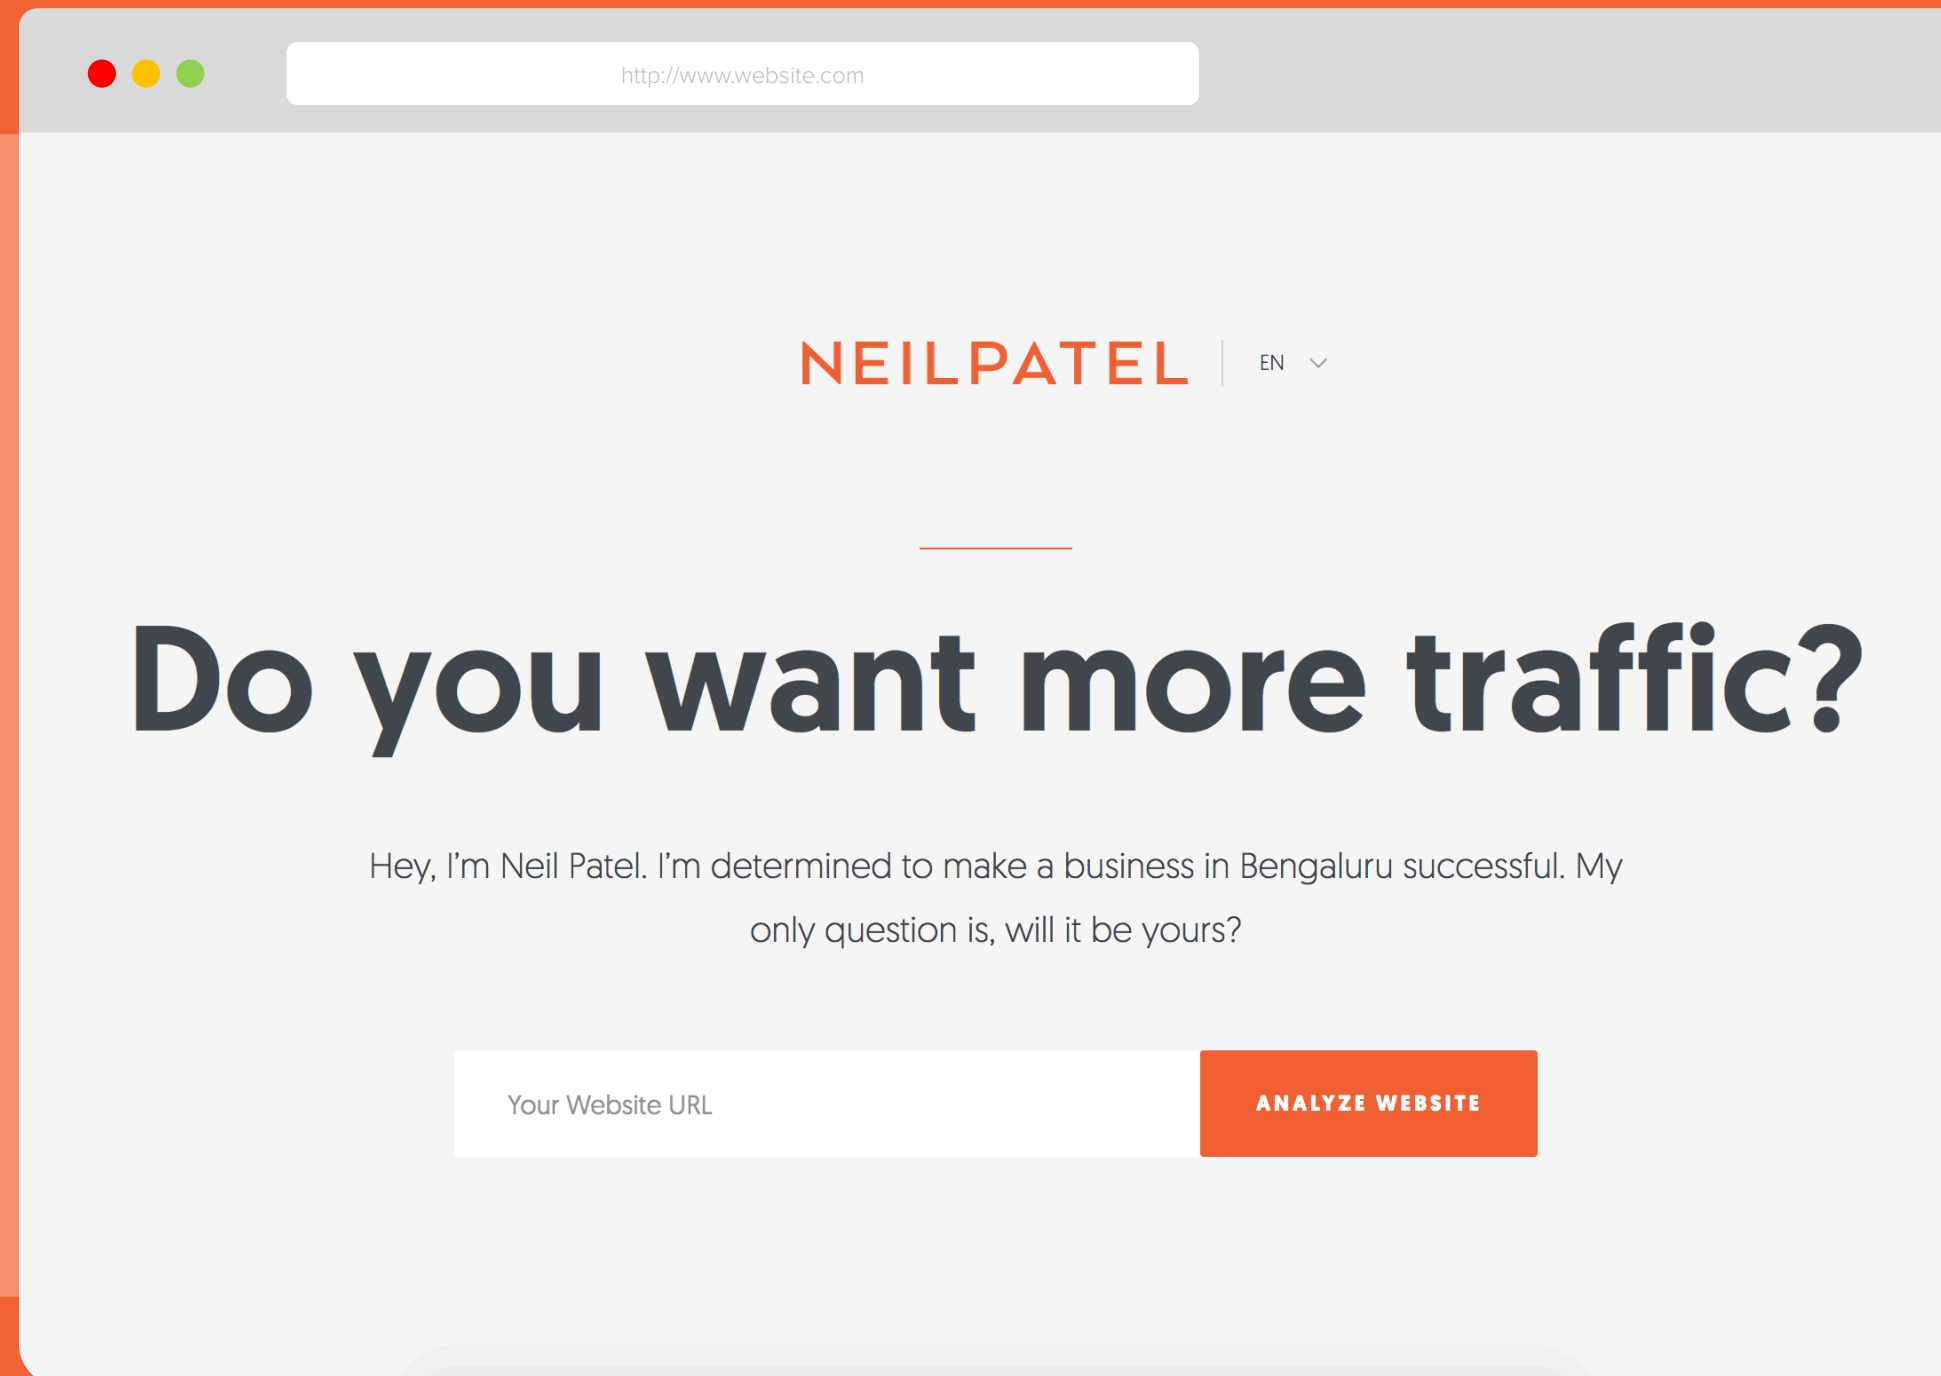 http://www.website.com
NEILPATEL
EN
Do you want more traffic?
Hey, I’m Neil Patel. I’m determined to make a business in Bengaluru successful. My
only question is, will it be yours?
Your Website URL
ANALYZE WEBSITE